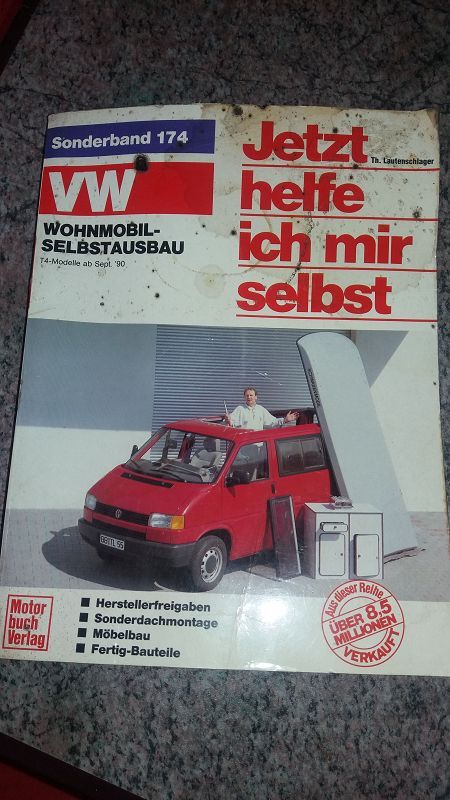 Sonderband 174
VW
WOHNMOBIL-
SELBSTAUSBAU
T4-Modelle ab Sept. '90
Jetzt
Th. Lautenschlager
helfe
ich mir
selbst
Herstellerfreigaben
Sonderdachmontage
Möbelbau
Fertig-Bauteile
Motor
buch
Verlag
Aus dieser Reihe
ÜBER 8,5
MILLIONEN
VERKAUFT